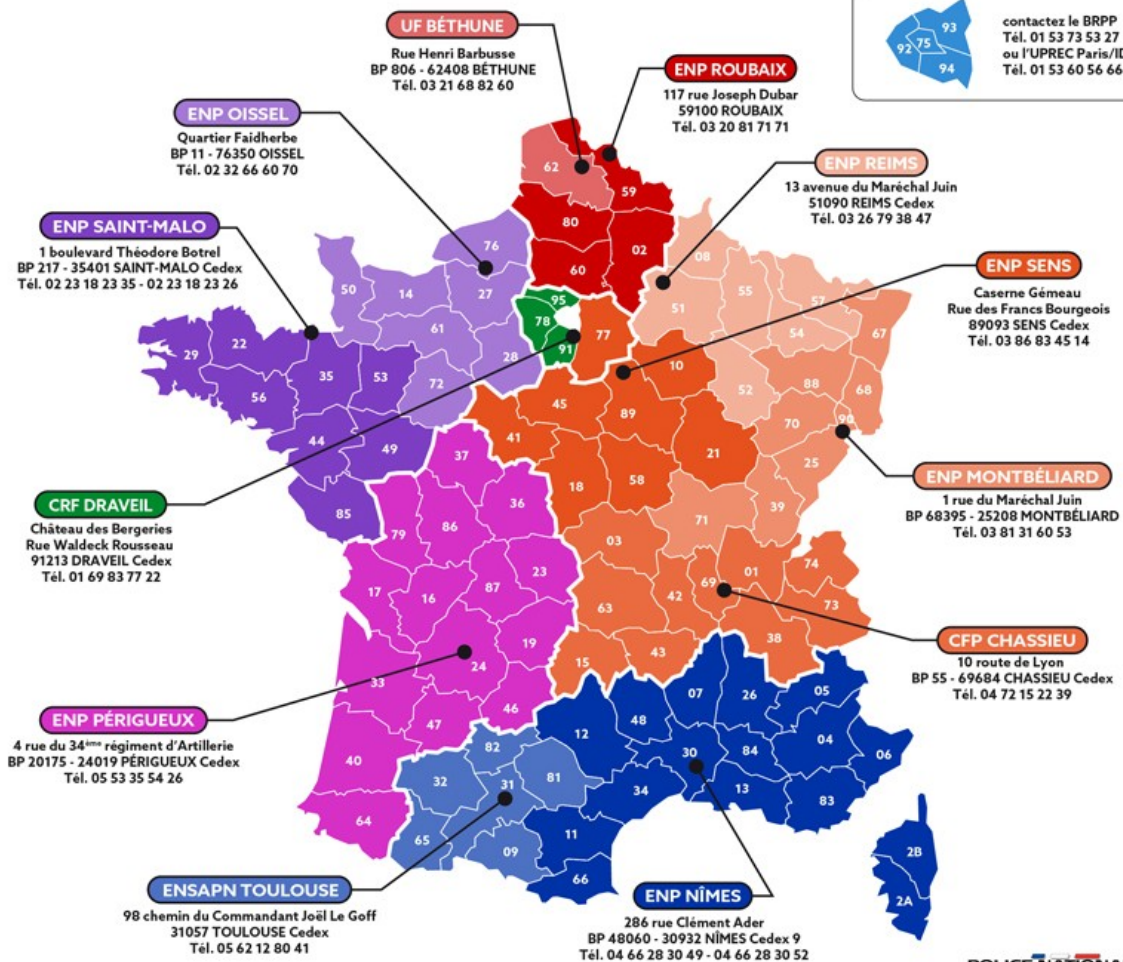 UF BÉTHUNE
Rue Henri Barbusse
BP 806 - 62408 BÉTHUNE
Tél. 03 21 68 82 60
93
92
75
94
contactez le BRPP
Tél. 01 53 73 53 27
ou l'UPREC Paris/ID
Tél. 01 53 60 56 66
ENP ROUBAIX
117 rue Joseph Dubar
59100 ROUBAIX
Tél. 03 20 81 71 71
ENP OISSEL
Quartier Faidherbe
BP 11 - 76350 OISSEL
Tél. 02 32 66 60 70
ENP REIMS
13 avenue du Maréchal Juin
51090 REIMS Cedex
Tél. 03 26 79 38 47
ENP SAINT-MALO
1 boulevard Théodore Botrel
BP 217 - 35401 SAINT-MALO Cedex
Tél. 02 23 18 23 35 - 02 23 18 23 26
ENP SENS
Caserne Gémeau
Rue des Francs Bourgeois
89093 SENS Cedex
Tél. 03 86 83 45 14
62
59
80
02
60
76
27
50
14
61
28
72
95
78
91
77
08
51
55
57
54
67
52
88
68
70
90
25
39
71
29
22
56
35
53
44
49
85
10
45
89
41
18
58
21
37
36
79
86
17
16
87
23
19
24
33
47
46
40
64
03
63
42
69
01
74
73
38
43
15
07
26
05
12
48
30
84
04
06
34
13
83
11
66
2B
2A
82
32
31
81
65
09
CRF DRAVEIL
Château des Bergeries
Rue Waldeck Rousseau
91213 DRAVEIL Cedex
Tél. 01 69 83 77 22
ENP MONTBÉLIARD
1 rue du Maréchal Juin
BP 68395 - 25208 MONTBÉLIARD
Tél. 03 81 31 60 53
CFP CHASSIEU
10 route de Lyon
BP 55 - 69684 CHASSIEU Cedex
Tél. 04 72 15 22 39
ENP PÉRIGUEUX
4 rue du 34ème régiment d'Artillerie
BP 20175 - 24019 PÉRIGUEUX Cedex
Tél. 05 53 35 54 26
ENSAPN TOULOUSE
98 chemin du Commandant Joël Le Goff
31057 TOULOUSE Cedex
Tél. 05 62 12 80 41
ENP NÎMES
286 rue Clément Ader
BP 48060 - 30932 NÎMES Cedex 9
Tél. 04 66 28 30 49 - 04 66 28 30 52